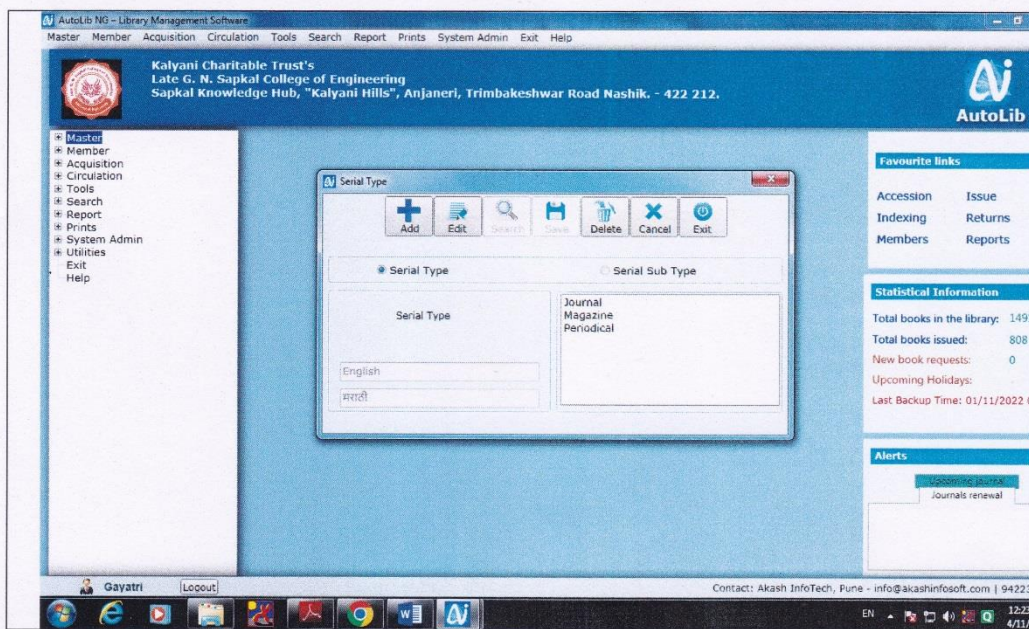 AutoLib NG - Library Management Software
Master Member Acquisition Circulation Tools Search Report Prints System Admin Exit Help
Kalyani Charitable Trust's
Late G. N. Sapkal College of Engineering
Sapkal Knowledge Hub, "Kalyani Hills", Anjaneri, Trimbakeshwar Road Nashik. - 422 212.
AutoLib
Master
Member
Acquisition
Circulation
Tools
Search
Report
Prints
System Admin
Utilities
Exit
Help
Serial Type
Add Edit Search Save Delete Cancel Exit
Serial Type Serial Sub Type
Serial Type
English
मराठी
Journal
Magazine
Periodical
Favourite links
Accession Issue
Indexing Returns
Members Reports
Statistical Information
Total books in the library: 149
Total books issued: 808
New book requests: 0
Upcoming Holidays:
Last Backup Time: 01/11/2022
Alerts
Upcoming journal
Journals renewal
Gayatri Logout
Contact: Akash InfoTech, Pune - info@akashinfosoft.com | 9422
EN 12:23
4/11/